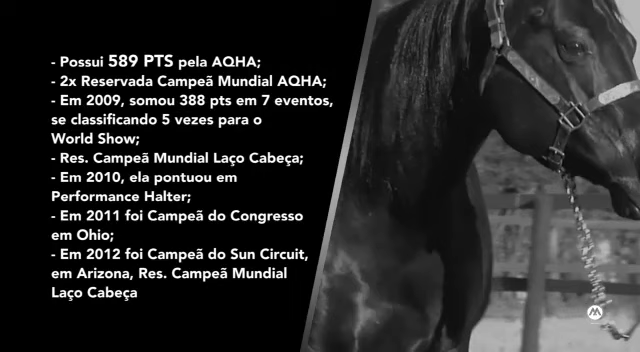 - Possui 589 PTS pela AQHA;
- 2x Reservada Campeã Mundial AQHA;
- Em 2009, somou 388 pts em 7 eventos,
se classificando 5 vezes para o
World Show;
- Res. Campeã Mundial Laço Cabeça;
- Em 2010, ela pontuou em
Performance Halter;
- Em 2011 foi Campeã do Congresso
em Ohio;
- Em 2012 foi Campeã do Sun Circuit,
em Arizona, Res. Campeã Mundial
Laço Cabeça